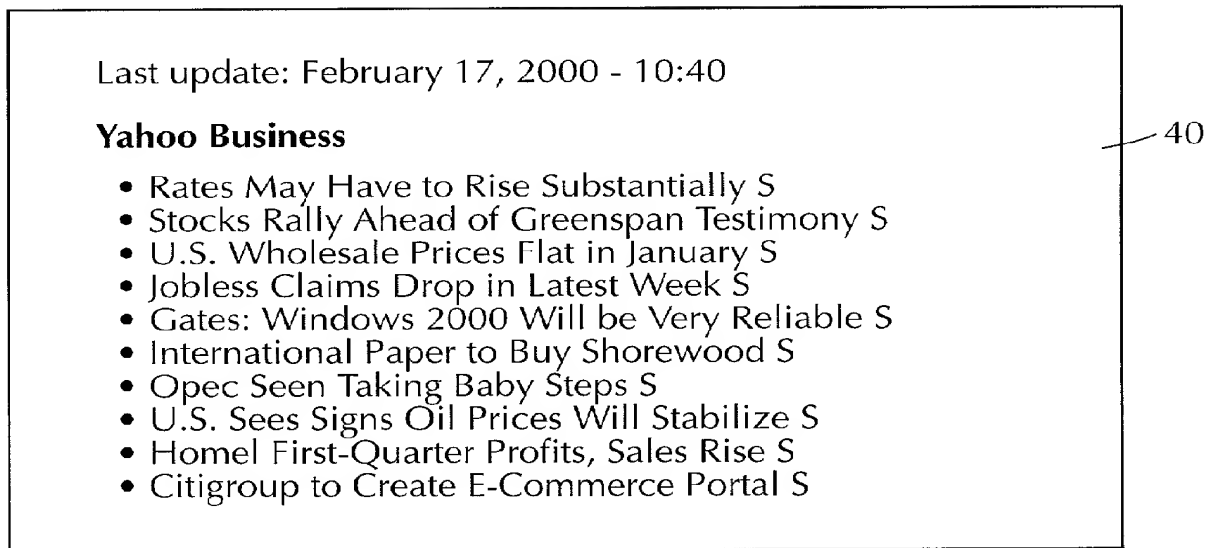 Last update: February 17, 2000 - 10:40
Yahoo Business
40
• Rates May Have to Rise Substantially S
• Stocks Rally Ahead of Greenspan Testimony S
• U.S. Wholesale Prices Flat in January S
• Jobless Claims Drop in Latest Week S
• Gates: Windows 2000 Will be Very Reliable S
• International Paper to Buy Shorewood S
• Opec Seen Taking Baby Steps S
• U.S. Sees Signs Oil Prices Will Stabilize S
• Homel First-Quarter Profits, Sales Rise S
• Citigroup to Create E-Commerce Portal S